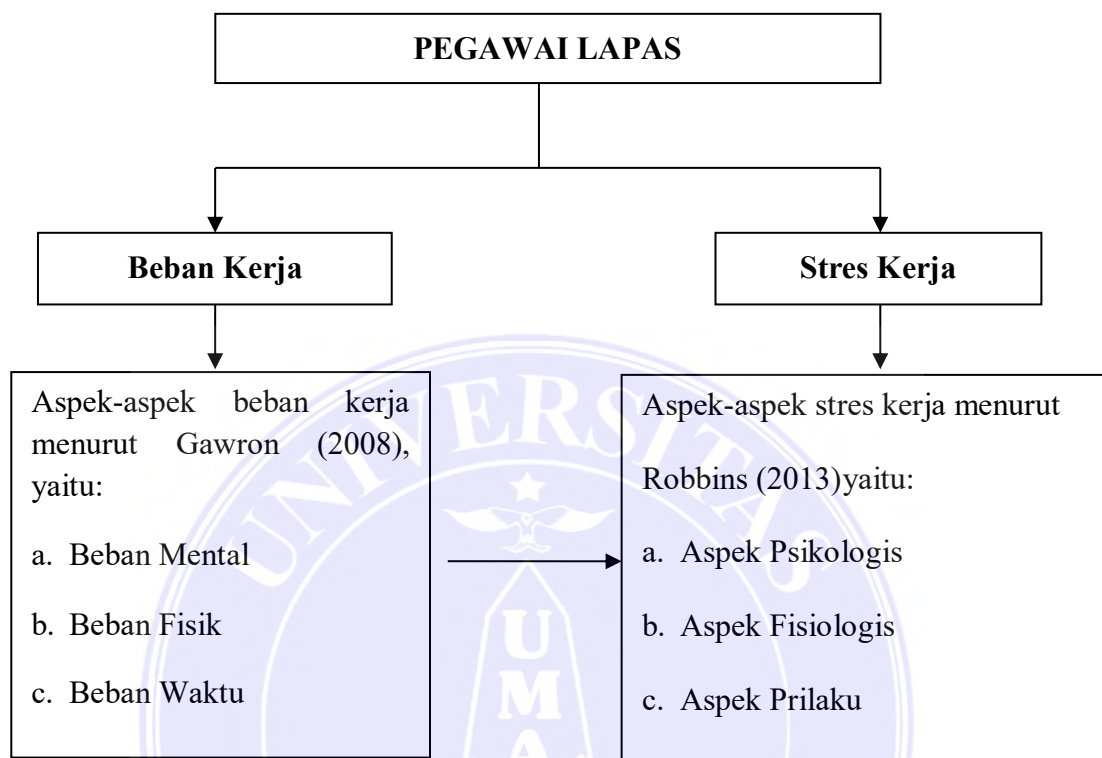 PEGAWAI LAPAS
Beban Kerja
Stres Kerja
Aspek-aspek beban kerja
menurut Gawron (2008),
yaitu:
a. Beban Mental
b. Beban Fisik
c. Beban Waktu
Aspek-aspek stres kerja menurut
Robbins (2013)yaitu:
a. Aspek Psikologis
b. Aspek Fisiologis
c. Aspek Prilaku
UNIVERSITAS
U
M
A